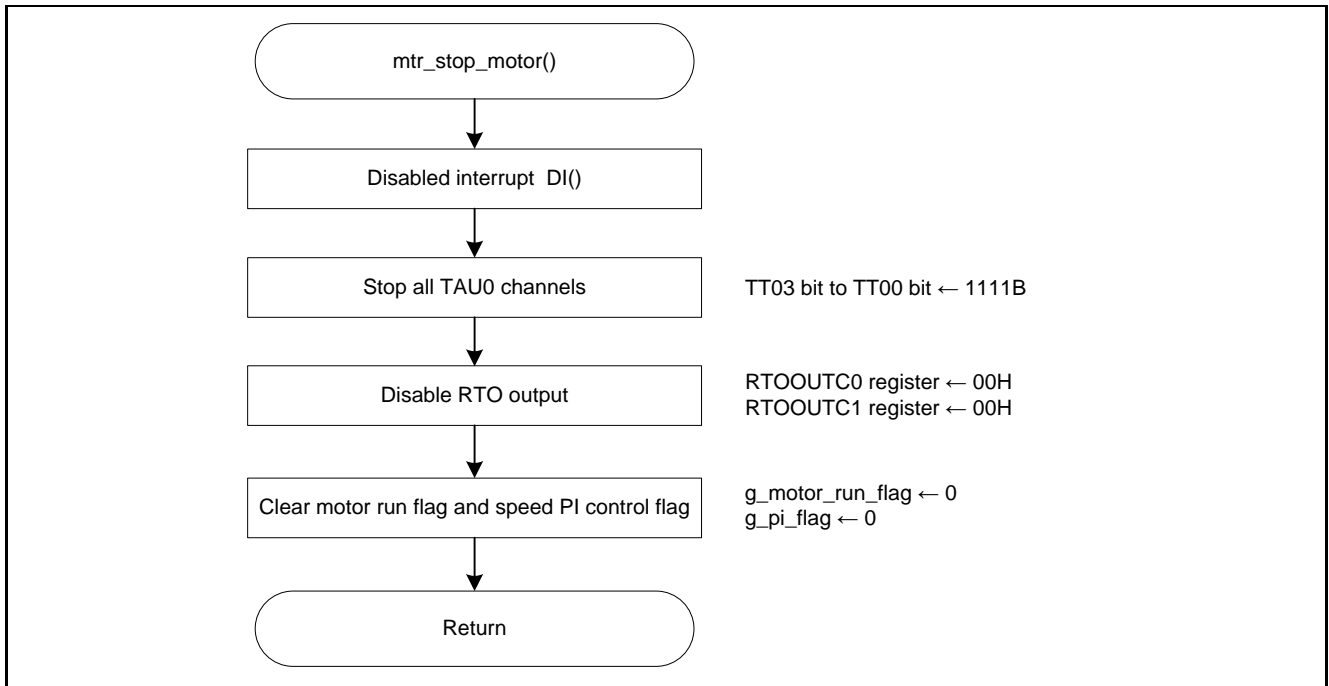 mtr_stop_motor()
Disabled interrupt  DI()
Stop all TAU0 channels
TT03 bit to TT00 bit ← 1111B
Disable RTO output
RTOOUTC0 register ← 00H
RTOOUTC1 register ← 00H
Clear motor run flag and speed PI control flag
g_motor_run_flag ← 0
g_pi_flag ← 0
Return